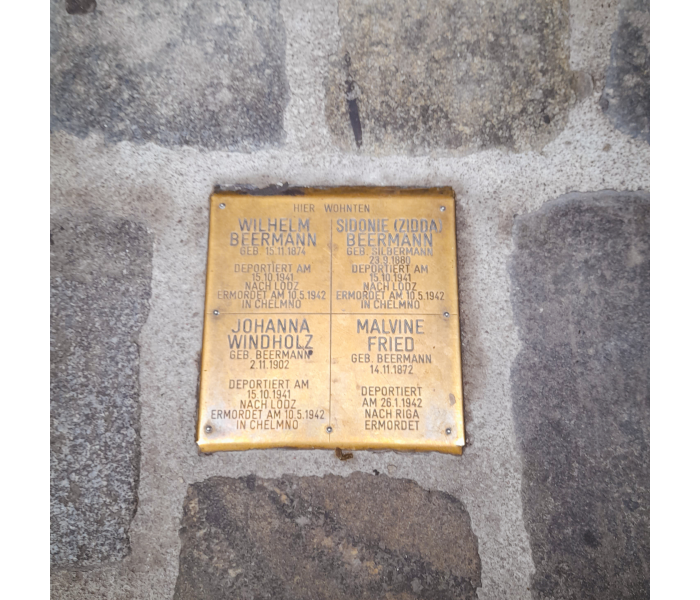 HIER WOHNTEN
WILHELM
BEERMANN
GEB. 15.11.1874
DEPORTIERT AM
15.10.1941
NACH LODZ
ERMORDET AM 10.5.1942
IN CHELMNO
SIDONIE (ZIDDA)
BEERMANN
GEB. SILBERMANN
23.9.1880
DEPORTIERT AM
15.10.1941
NACH LODZ
ERMORDET AM 10.5.1942
IN CHELMNO
JOHANNA
WINDHOLZ
GEB. BEERMANN
2.11.1902
DEPORTIERT AM
15.10.1941
NACH LODZ
ERMORDET AM 10.5.1942
IN CHELMNO
MALVINE
FRIED
GEB. BEERMANN
14.11.1872
DEPORTIERT
AM 26.1.1942
NACH RIGA
ERMORDET